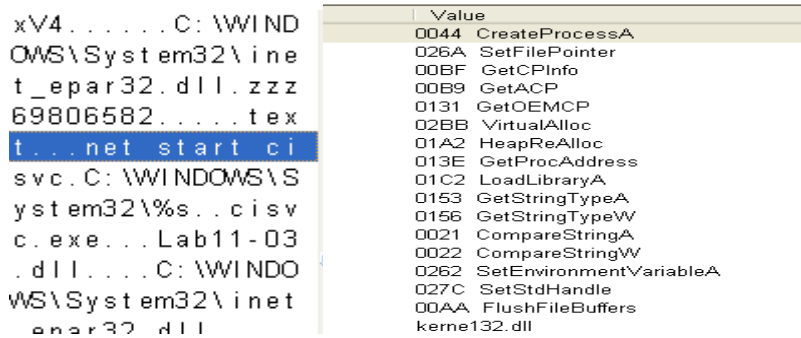 xV4......C:\WIND
OWS\System32\ine
t_epar32.dll.zzz
69806582.....tex
t...net start ci
svc.C:\WINDOWS\S
ystem32\%s..cisv
c.exe...Lab11-03
.dll....C:\WINDO
WS\System32\inet
_epar32.dll
Value
0044 CreateProcessA
026A SetFilePointer
00BF GetCPInfo
00B9 GetACP
0131 GetOEMCP
02BB VirtualAlloc
01A2 HeapReAlloc
013E GetProcAddress
01C2 LoadLibraryA
0153 GetStringTypeA
0156 GetStringTypeW
0021 CompareStringA
0022 CompareStringW
0262 SetEnvironmentVariableA
027C SetStdHandle
00AA FlushFileBuffers
kerne132.dll